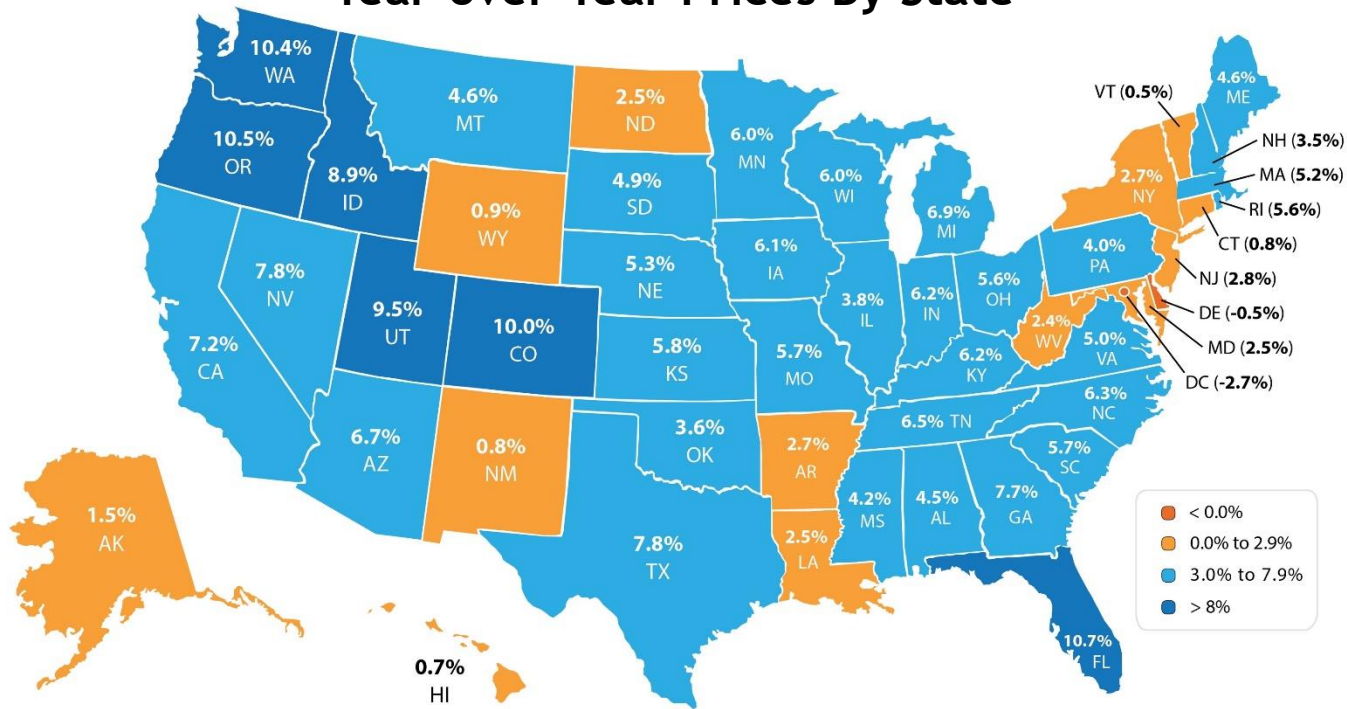 Year-over-Year Prices By State
10.4%
WA
10.5%
OR
8.9%
ID
4.6%
MT
2.5%
ND
6.0%
MN
4.9%
SD
0.9%
WY
6.0%
WI
6.9%
MI
2.7%
NY
4.6%
ME
VT (0.5%)
NH (3.5%)
MA (5.2%)
RI (5.6%)
CT (0.8%)
NJ (2.8%)
DE (-0.5%)
MD (2.5%)
DC (-2.7%)
7.2%
CA
7.8%
NV
9.5%
UT
10.0%
CO
5.3%
NE
6.1%
IA
3.8%
IL
6.2%
IN
5.6%
OH
4.0%
PA
2.4%
WV
5.0%
VA
5.8%
KS
5.7%
MO
6.2%
KY
6.3%
NC
6.5% TN
6.7%
AZ
0.8%
NM
3.6%
OK
2.7%
AR
5.7%
SC
4.2%
MS
4.5%
AL
7.7%
GA
7.8%
TX
2.5%
LA
10.7%
FL
1.5%
AK
0.7%
HI
< 0.0%
0.0% to 2.9%
3.0% to 7.9%
> 8%